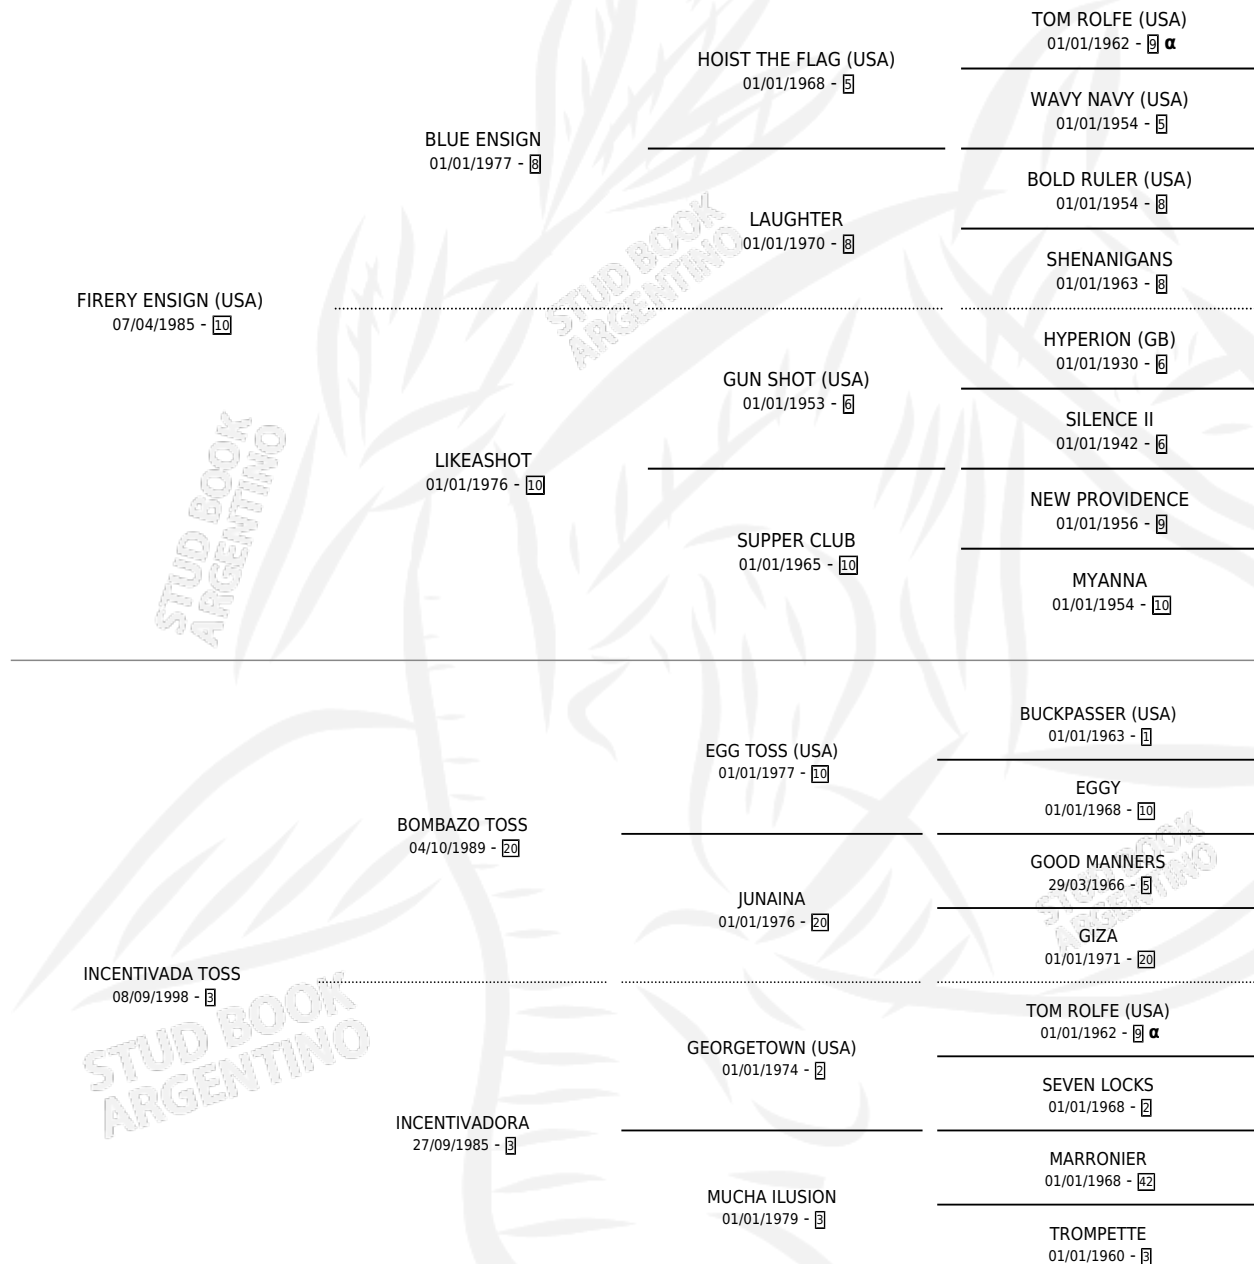 TOM ROLFE (USA)
01/01/1962 - 9 α
HOIST THE FLAG (USA)
01/01/1968 - 5
WAVY NAVY (USA)
01/01/1954 - 5
BLUE ENSIGN
01/01/1977 - 8
BOLD RULER (USA)
01/01/1954 - 8
LAUGHTER
01/01/1970 - 8
SHENANIGANS
01/01/1963 - 8
FIRERY ENSIGN (USA)
07/04/1985 - 10
HYPERION (GB)
01/01/1930 - 6
GUN SHOT (USA)
01/01/1953 - 6
SILENCE II
01/01/1942 - 6
LIKEASHOT
01/01/1976 - 10
NEW PROVIDENCE
01/01/1956 - 9
SUPPER CLUB
01/01/1965 - 10
MYANNA
01/01/1954 - 10
BUCKPASSER (USA)
01/01/1963 - 1
EGG TOSS (USA)
01/01/1977 - 10
EGGY
01/01/1968 - 10
BOMBAZO TOSS
04/10/1989 - 20
GOOD MANNERS
29/03/1966 - 5
JUNAINA
01/01/1976 - 20
GIZA
01/01/1971 - 20
INCENTIVADA TOSS
08/09/1998 - 3
TOM ROLFE (USA)
01/01/1962 - 9 α
GEORGETOWN (USA)
01/01/1974 - 2
SEVEN LOCKS
01/01/1968 - 2
INCENTIVADORA
27/09/1985 - 3
MARRONIER
01/01/1968 - 42
MUCHA ILUSION
01/01/1979 - 3
TROMPETTE
01/01/1960 - 3
STUD BOOK
ARGENTINO
STUD BOOK
ARGENTINO
STUD BOOK
ARGENTINO
STUD BOOK
ARGENTINO